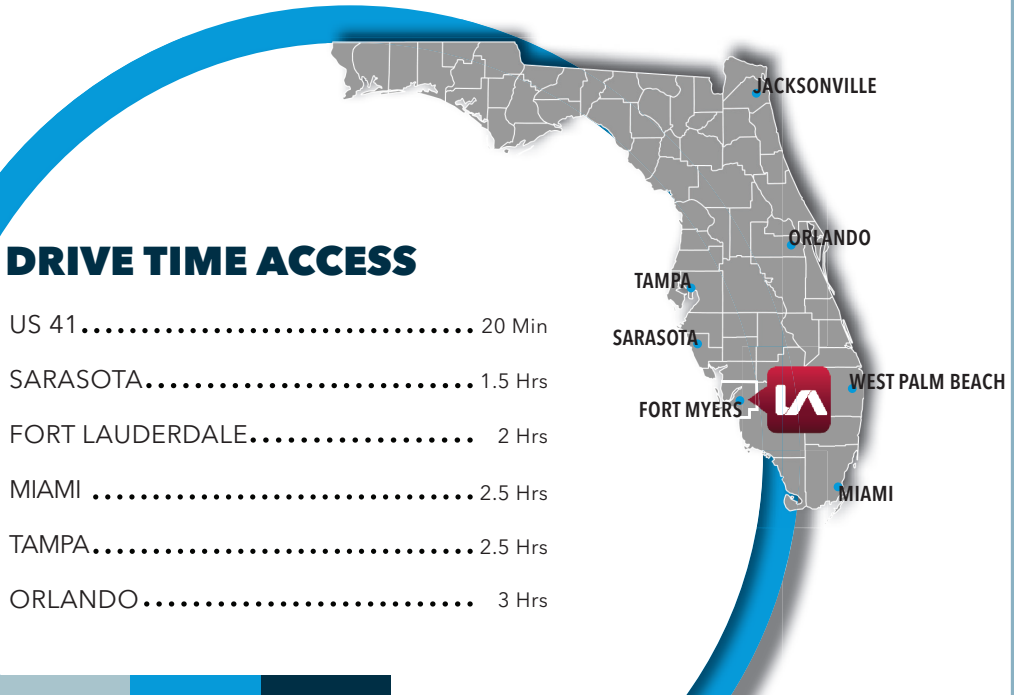 DRIVE TIME ACCESS
US 41 ................................. 20 Min
SARASOTA ........................... 1.5 Hrs
FORT LAUDERDALE ................... 2 Hrs
MIAMI ................................ 2.5 Hrs
TAMPA ................................ 2.5 Hrs
ORLANDO ........................... 3 Hrs
JACKSONVILLE
ORLANDO
TAMPA
SARASOTA
WEST PALM BEACH
FORT MYERS
LA
MIAMI